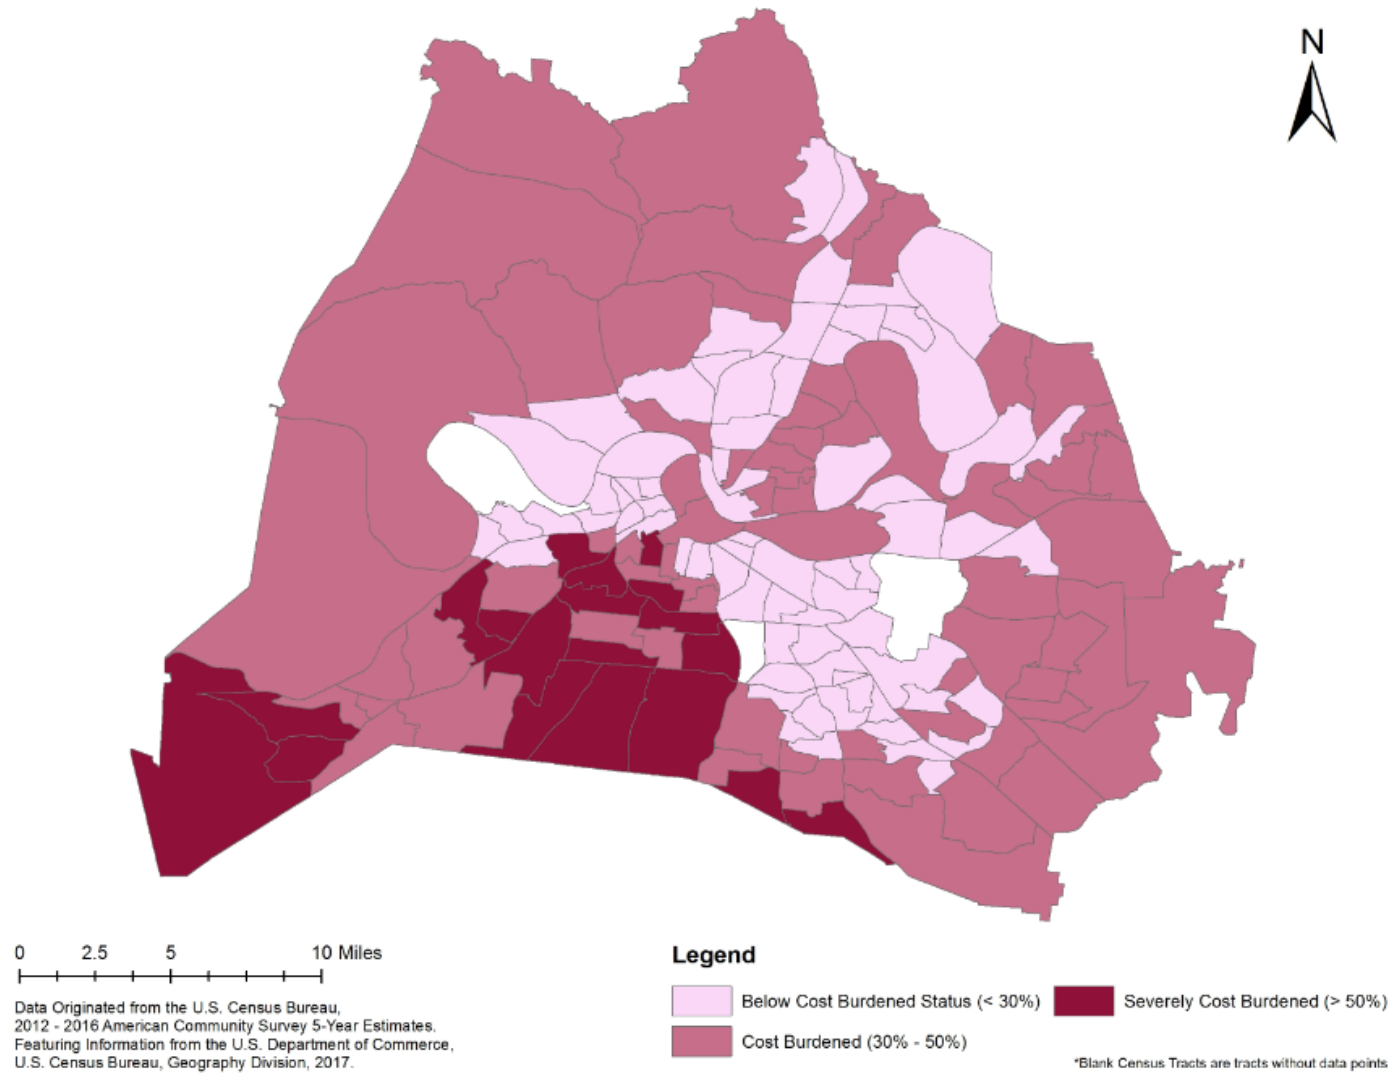 N
0 2.5 5 10 Miles
Data Originated from the U.S. Census Bureau,
2012 - 2016 American Community Survey 5-Year Estimates.
Featuring Information from the U.S. Department of Commerce,
U.S. Census Bureau, Geography Division, 2017.
Legend
Below Cost Burdened Status (< 30%)
Severely Cost Burdened (> 50%)
Cost Burdened (30% - 50%)
*Blank Census Tracts are tracts without data points